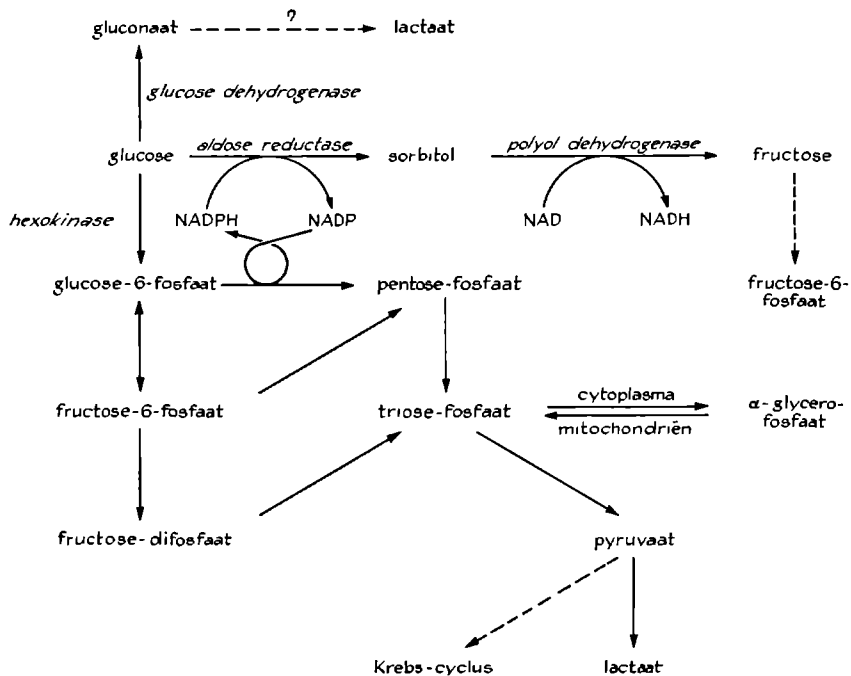 gluconaat ? lactaat
glucose dehydrogenase
glucose aldose reductase sorbitol polyol dehydrogenase fructose
hexokinase NADPH NADP NAD NADH
glucose-6-fosfaat pentose-fosfaat fructose-6-
fosfaat
fructose-6-fosfaat triose-fosfaat cytoplasma α-glycero-
mitochondriën fosfaat
fructose-difosfaat pyruvaat
Krebs-cyclus lactaat